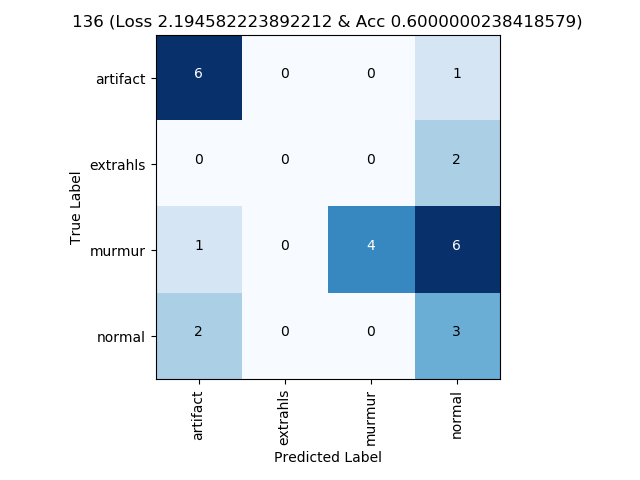 136 (Loss 2.194582223892212 & Acc 0.6000000238418579)
artifact 6 0 0 1
extrahls 0 0 0 2
murmur 1 0 4 6
normal 2 0 0 3
True Label
artifact extrahls murmur normal
Predicted Label